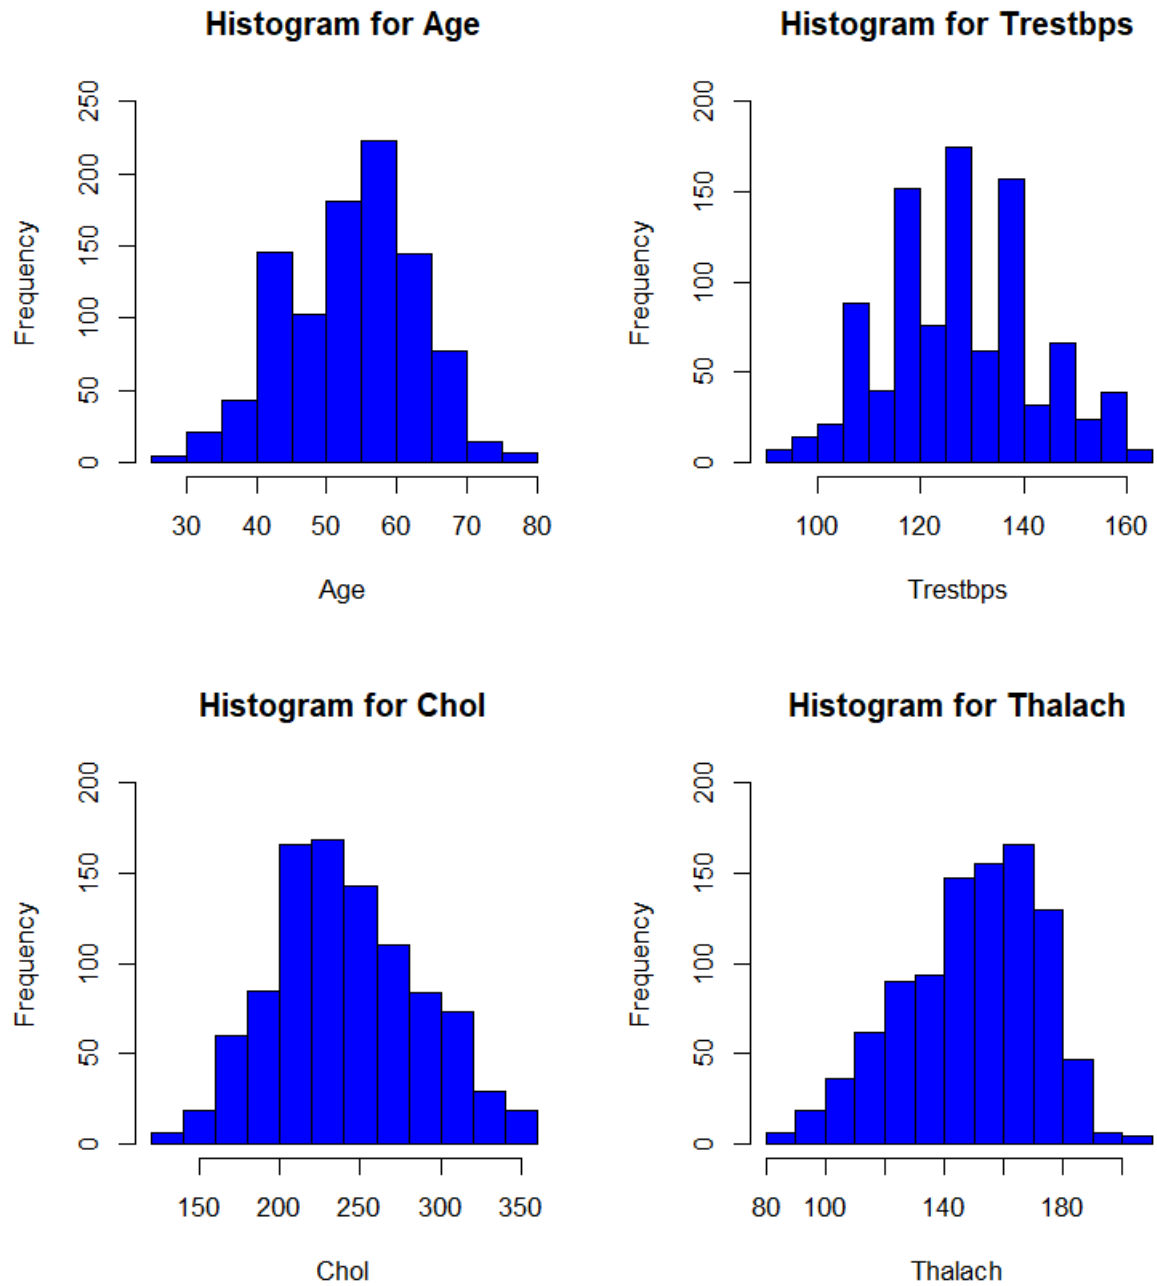 Histogram for Age
250
200
150
100
50
0
Frequency
30 40 50 60 70 80
Age
Histogram for Trestbps
200
150
100
50
0
Frequency
100 120 140 160
Trestbps
Histogram for Chol
200
150
100
50
0
Frequency
150 200 250 300 350
Chol
Histogram for Thalach
200
150
100
50
0
Frequency
80 100 140 180
Thalach